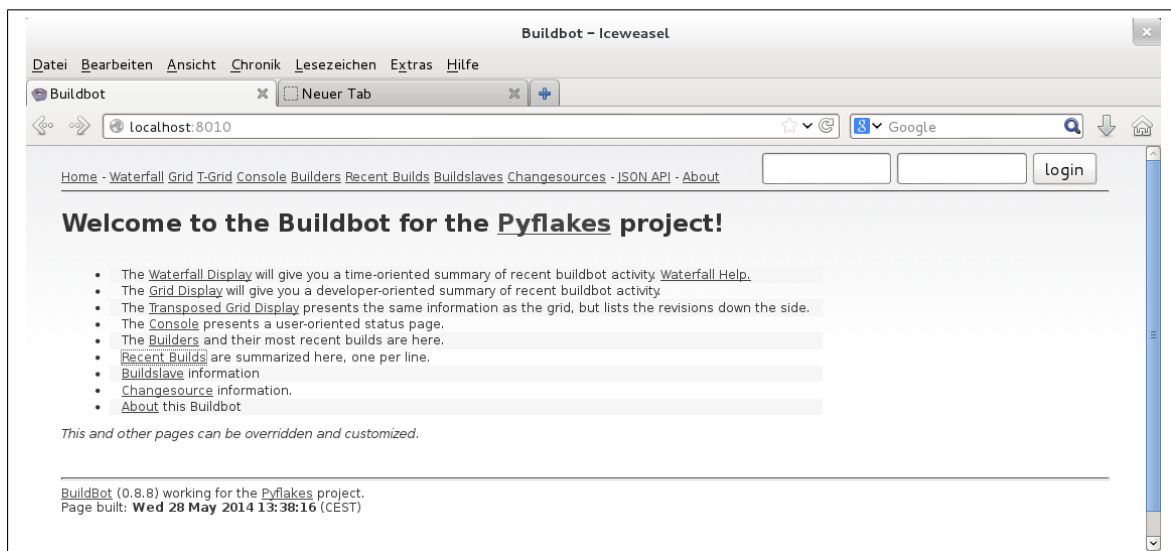 Buildbot – Iceweasel
Datei Bearbeiten Ansicht Chronik Lesezeichen Extras Hilfe
Buildbot Neuer Tab
localhost:8010 Google
Home - Waterfall Grid T-Grid Console Builders Recent Builds Buildslaves Changesources - JSON API - About login
Welcome to the Buildbot for the Pyflakes project!
• The Waterfall Display will give you a time-oriented summary of recent buildbot activity. Waterfall Help.
• The Grid Display will give you a developer-oriented summary of recent buildbot activity.
• The Transposed Grid Display presents the same information as the grid, but lists the revisions down the side.
• The Console presents a user-oriented status page.
• The Builders and their most recent builds are here.
• Recent Builds are summarized here, one per line.
• Buildslave information
• Changesource information.
• About this Buildbot
This and other pages can be overridden and customized.
BuildBot (0.8.8) working for the Pyflakes project.
Page built: Wed 28 May 2014 13:38:16 (CEST)